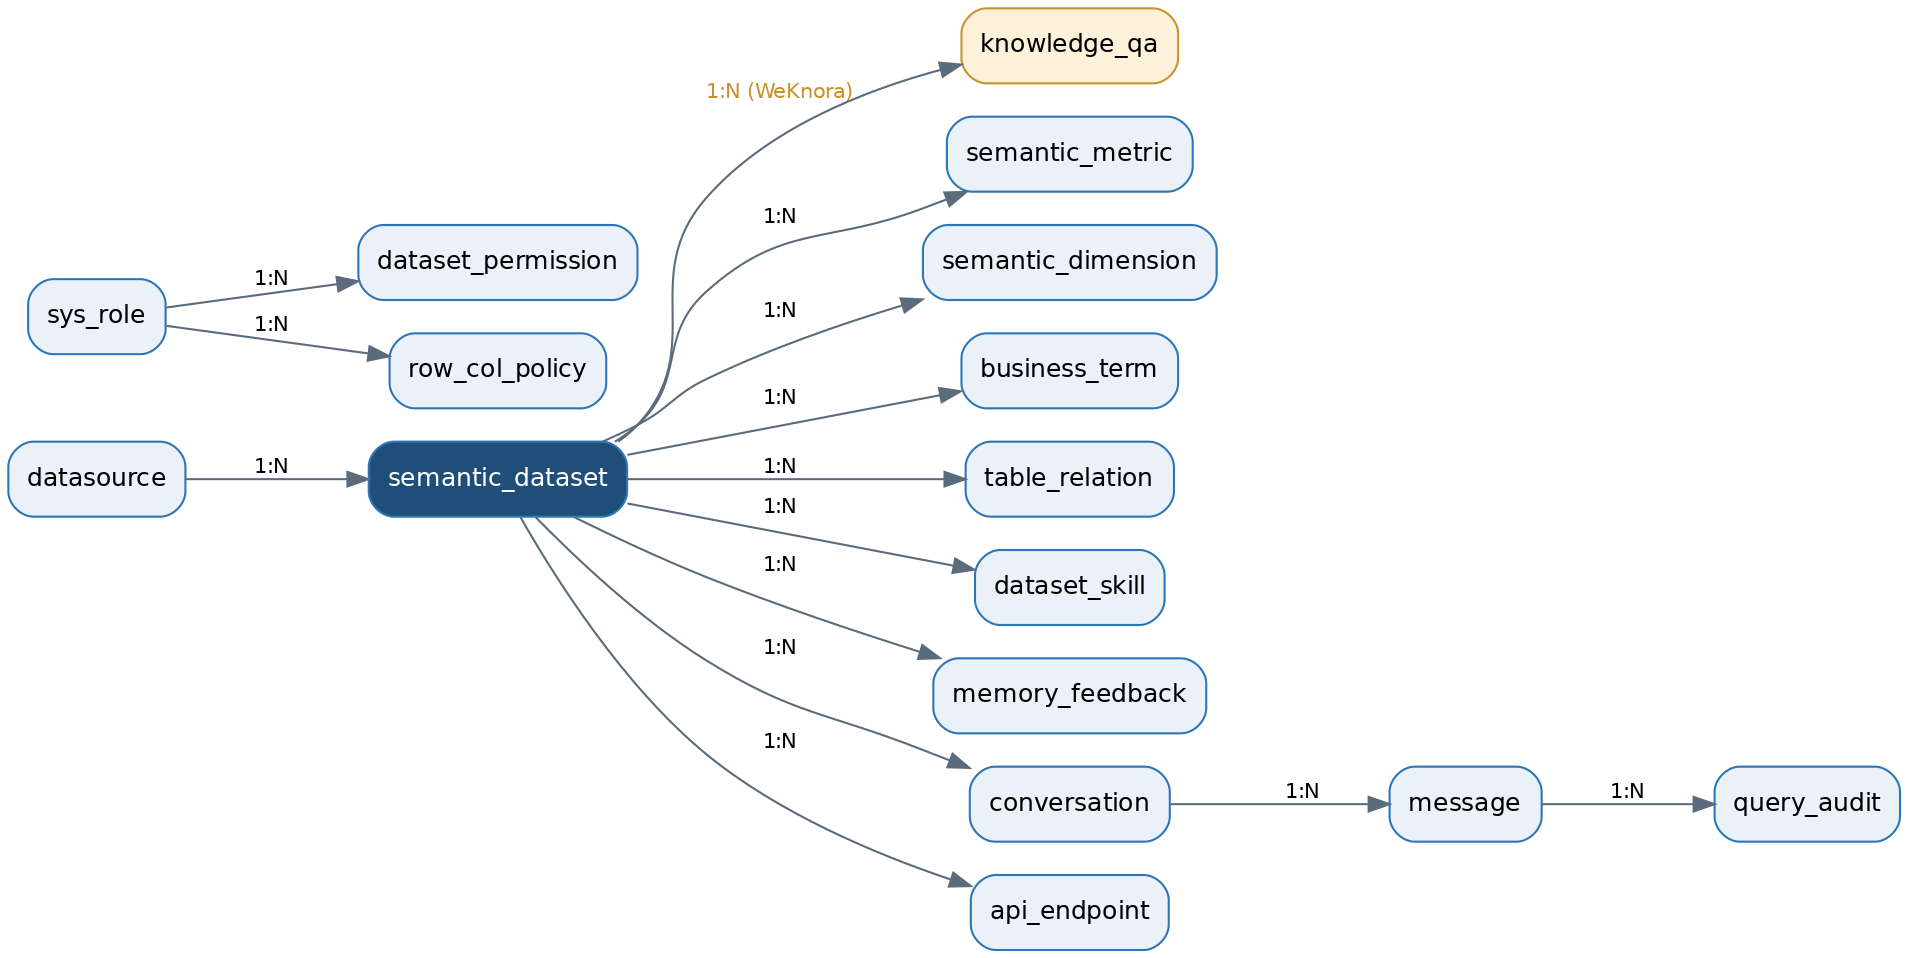 knowledge_qa
1:N (WeKnora)
semantic_metric
1:N
dataset_permission
semantic_dimension
1:N
sys_role
1:N
1:N
row_col_policy
business_term
1:N
datasource
1:N
semantic_dataset
1:N
table_relation
1:N
dataset_skill
1:N
memory_feedback
1:N
conversation
1:N
message
1:N
query_audit
1:N
api_endpoint